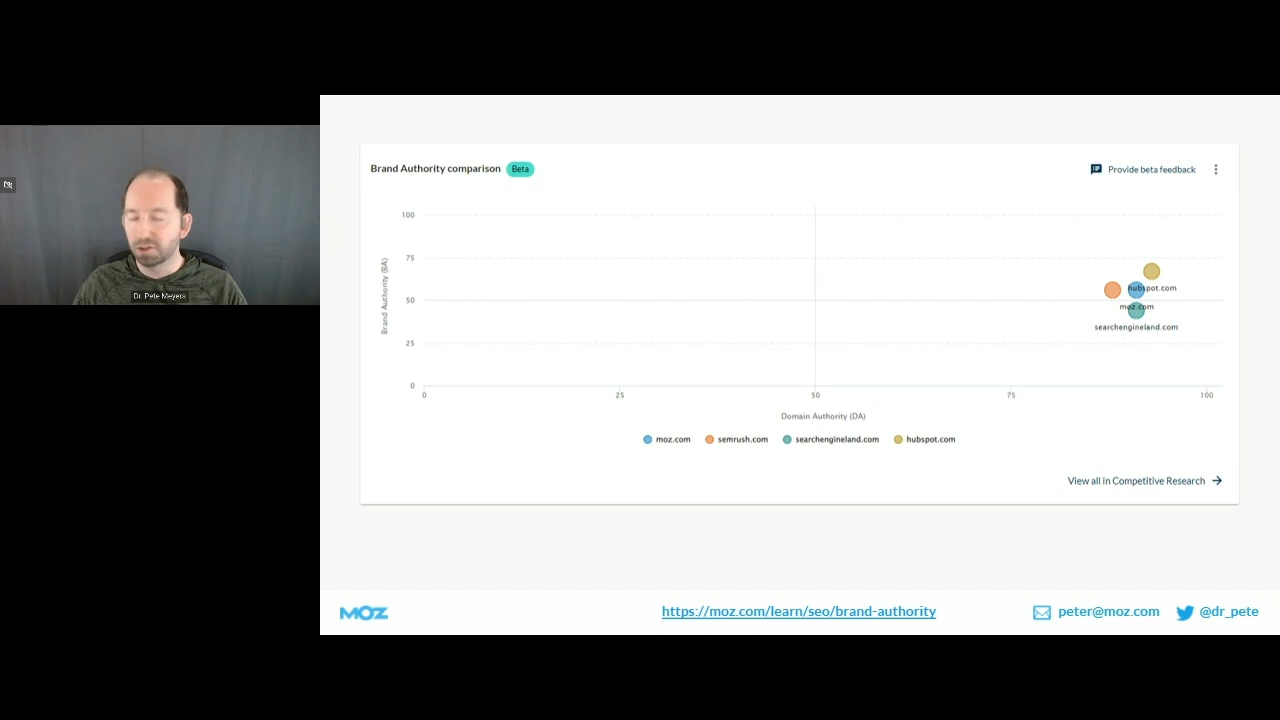 Dr. Pete Meyers
Brand Authority comparison Beta
Provide beta feedback
100
75
50
25
0
Brand Authority (BA)
hubspot.com
moz.com
searchengineland.com
0 25 50 75 100
Domain Authority (DA)
moz.com semrush.com searchengineland.com hubspot.com
View all in Competitive Research
MOZ
https://moz.com/learn/seo/brand-authority
peter@moz.com
@dr_pete